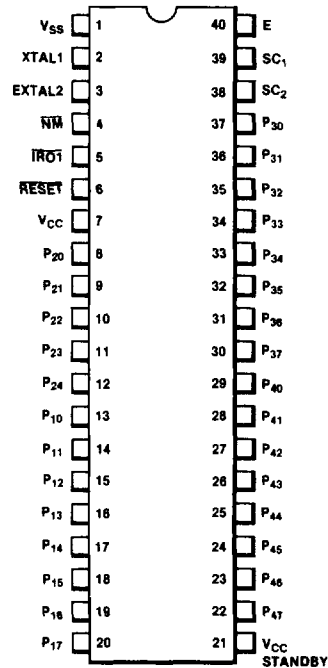 VSS 1 40 E
XTAL1 2 39 SC1
EXTAL2 3 38 SC2
NM 4 37 P30
IRO1 5 36 P31
RESET 6 35 P32
VCC 7 34 P33
P20 8 33 P34
P21 9 32 P35
P22 10 31 P36
P23 11 30 P37
P24 12 29 P40
P10 13 28 P41
P11 14 27 P42
P12 15 26 P43
P13 16 25 P44
P14 17 24 P45
P15 18 23 P46
P16 19 22 P47
P17 20 21 VCC
STANDBY